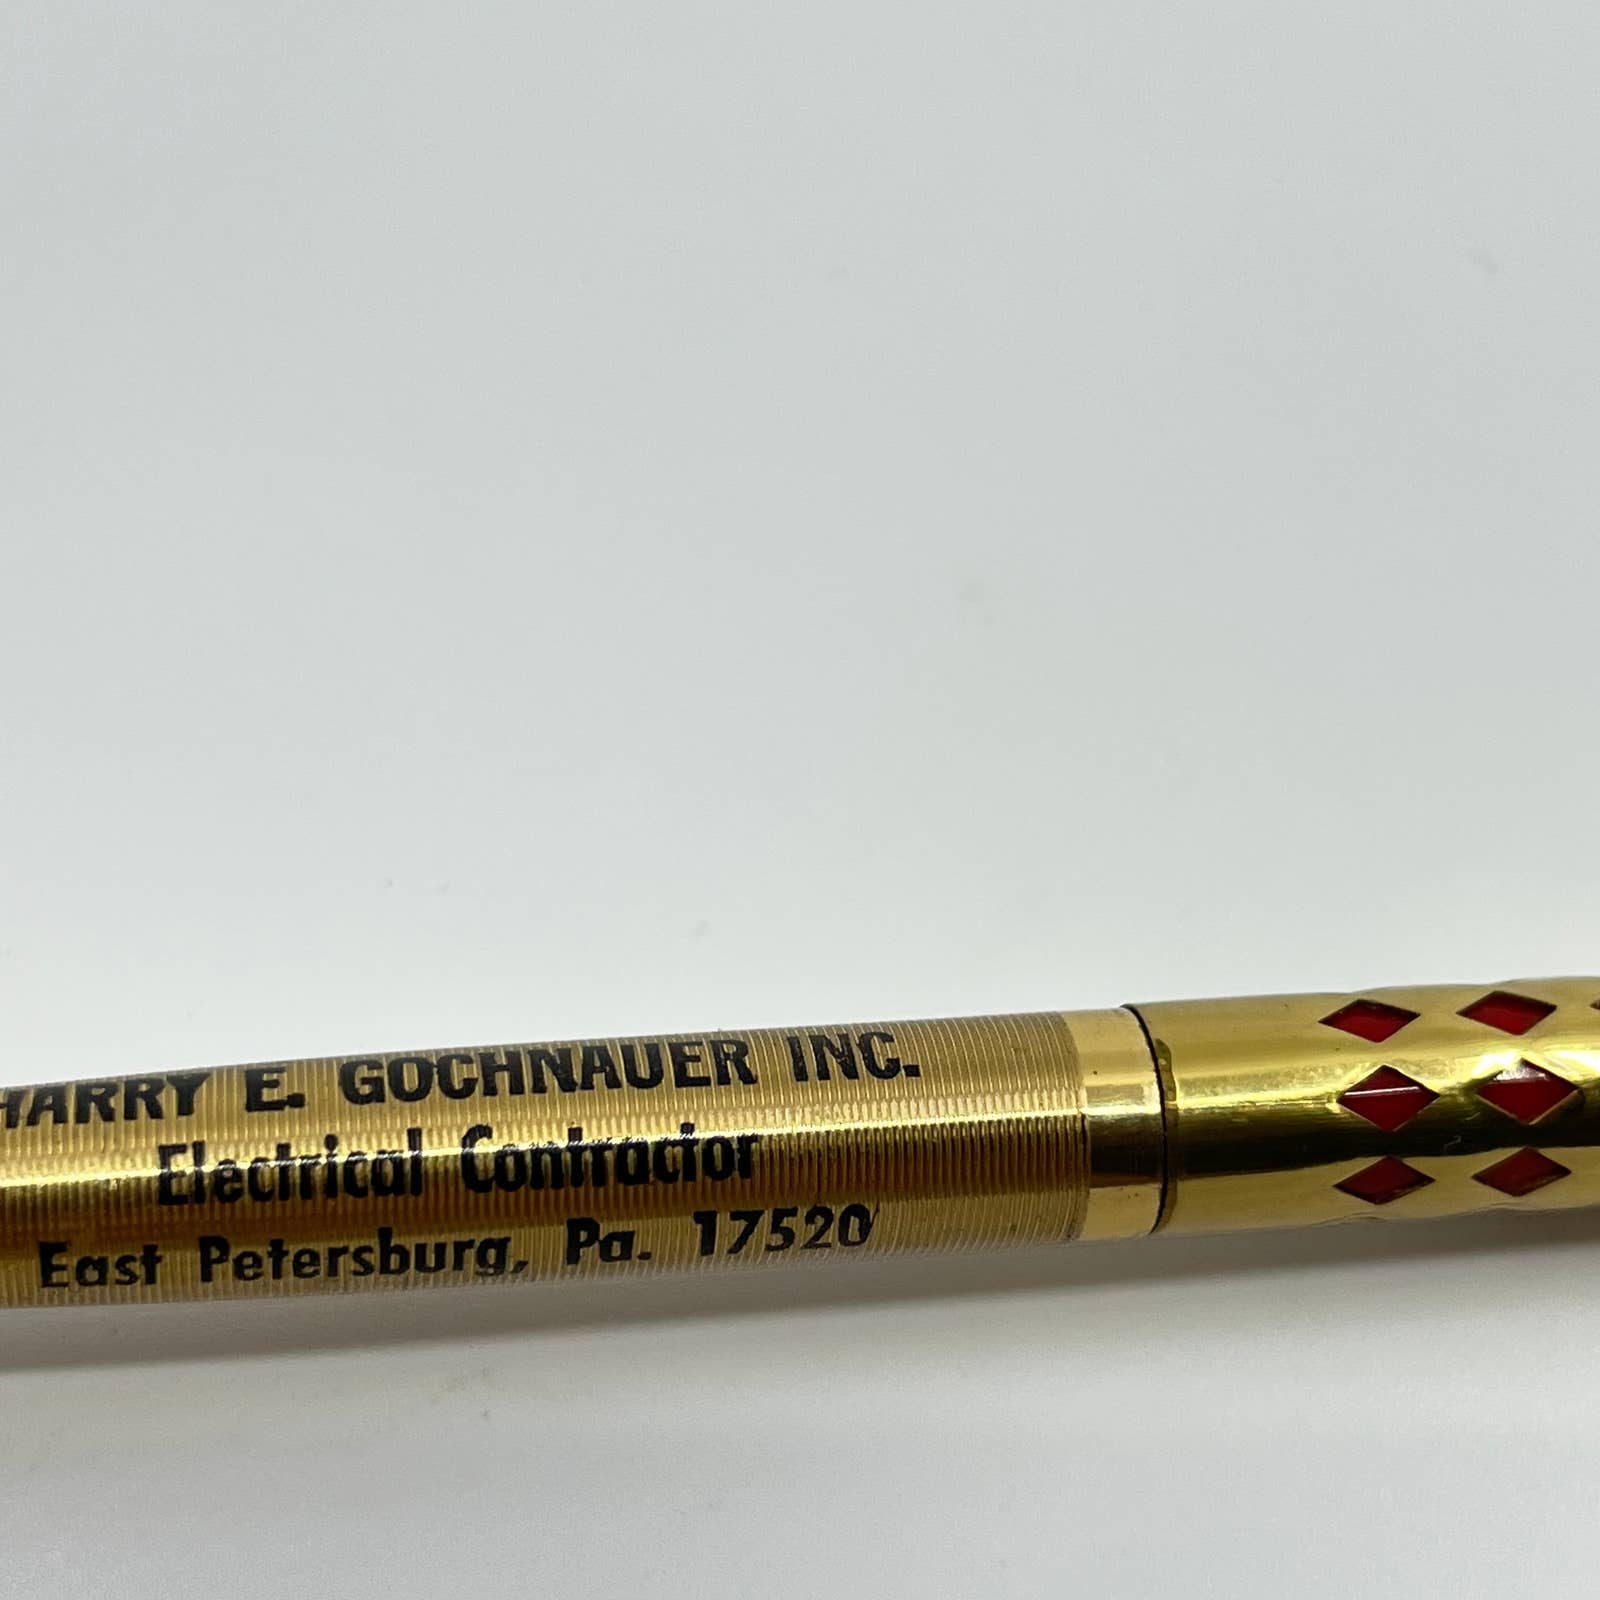 HARRY E. GOCHNAUER INC.
Electrical Contractor
East Petersburg, Pa. 17520